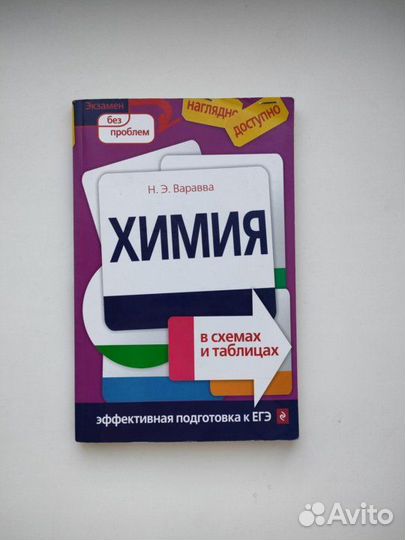 Экзамен
без
проблем
наглядно
доступно
Н. Э. Варавва
ХИМИЯ
в схемах
и таблицах
эффективная подготовка к ЕГЭ
Avito